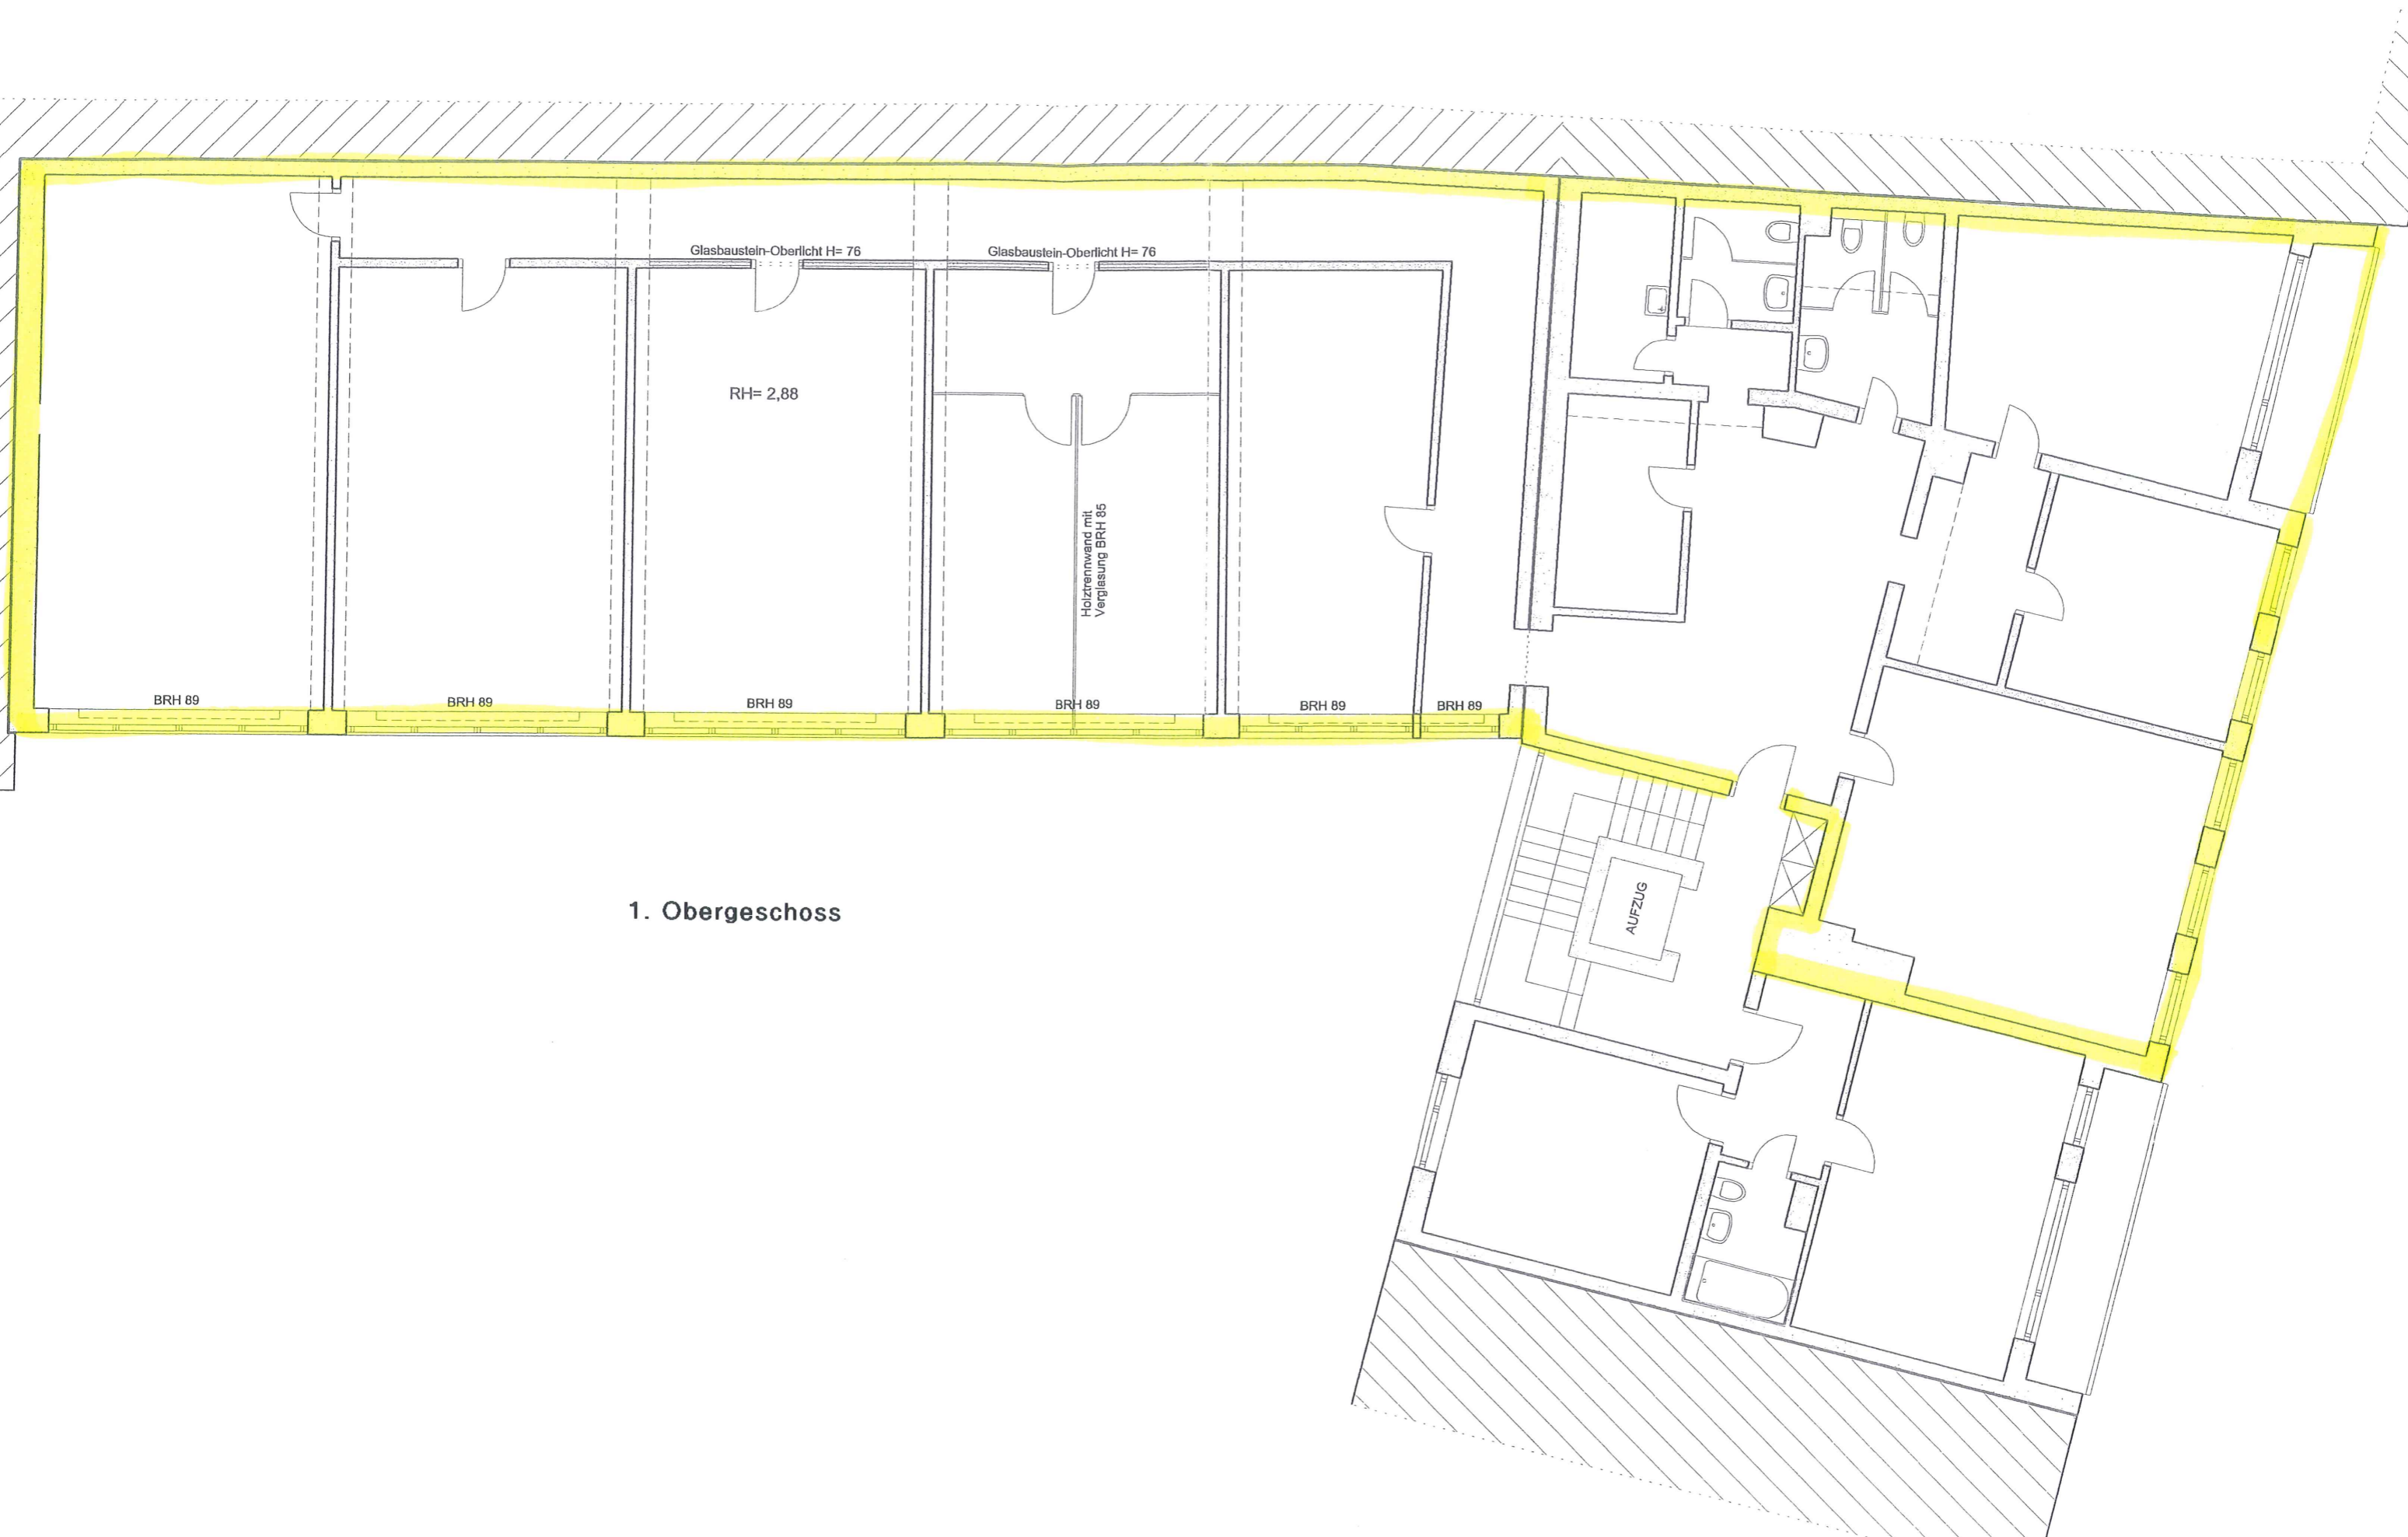 Glasbaustein-Oberlicht H= 76
Glasbaustein-Oberlicht H= 76
RH= 2,88
Holztrennwand mit
Verglasung BRH 85
BRH 89
BRH 89
BRH 89
BRH 89
BRH 89
BRH 89
AUFZUG
1. Obergeschoss